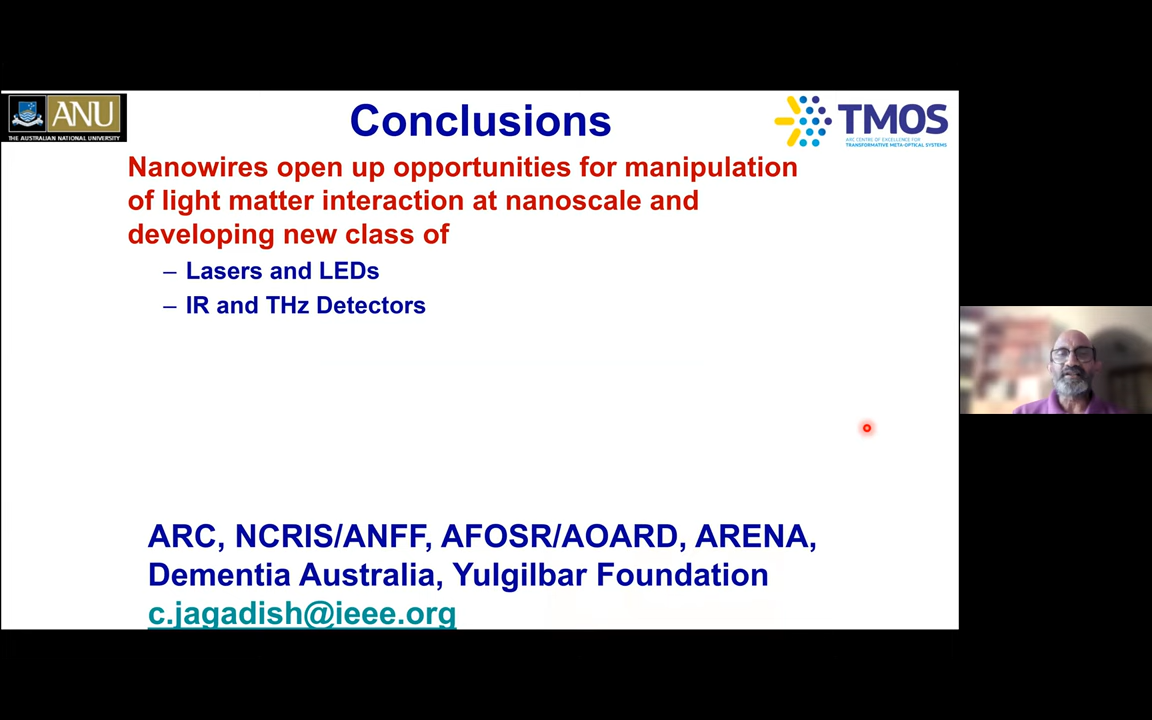 ANU
THE AUSTRALIAN NATIONAL UNIVERSITY
Conclusions
TMOS
ARC CENTRE OF EXCELLENCE FOR
TRANSFORMATIVE META-OPTICAL SYSTEMS
Nanowires open up opportunities for manipulation
of light matter interaction at nanoscale and
developing new class of
– Lasers and LEDs
– IR and THz Detectors
ARC, NCRIS/ANFF, AFOSR/AOARD, ARENA,
Dementia Australia, Yulgilbar Foundation
c.jagadish@ieee.org